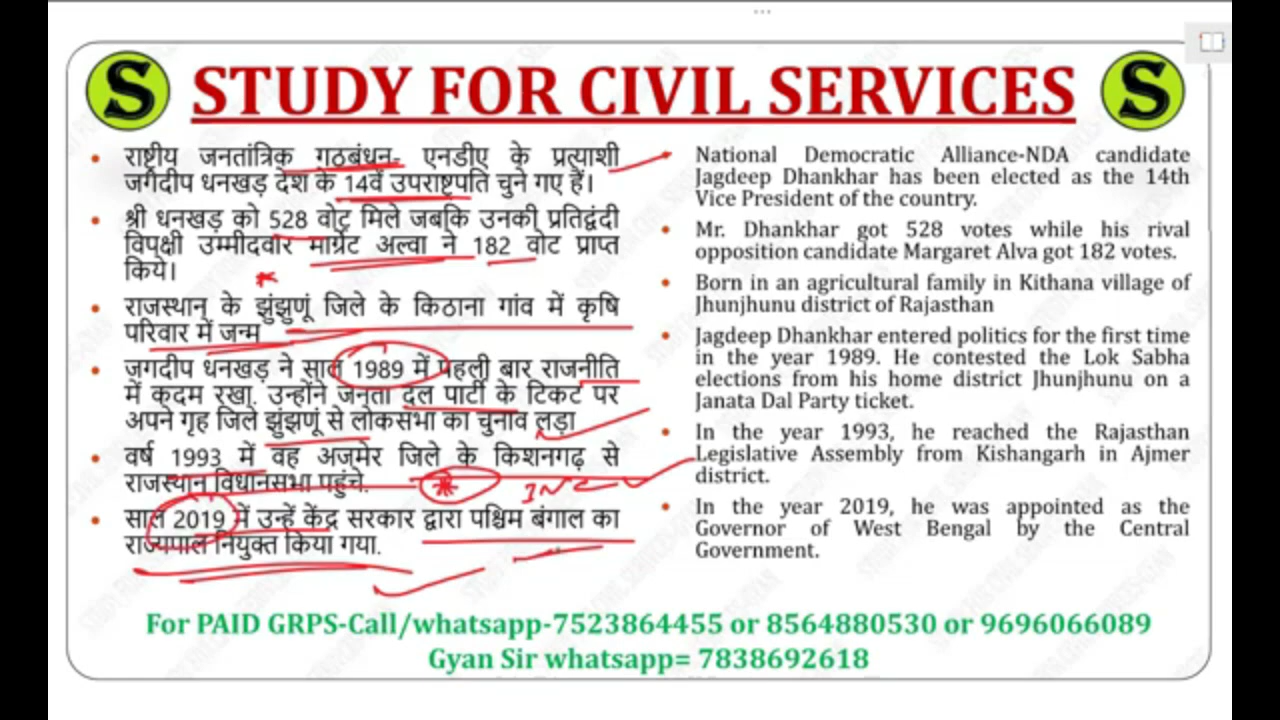 S STUDY FOR CIVIL SERVICES S
• राष्ट्रीय जनतांत्रिक गठबंधन- एनडीए के प्रत्याशी
जगदीप धनखड़ देश के 14वें उपराष्ट्रपति चुने गए हैं।
• श्री धनखड़ को 528 वोट मिले जबकि उनकी प्रतिद्वंदी
विपक्षी उम्मीदवार मार्ग्रेट अल्वा ने 182 वोट प्राप्त
किये।
• राजस्थान के झुंझुणूं जिले के किठाना गांव में कृषि
परिवार में जन्म
• जगदीप धनखड़ ने साल 1989 में पहली बार राजनीति
में कदम रखा. उन्होंने जनता दल पार्टी के टिकट पर
अपने गृह जिले झुंझणूं से लोकसभा का चुनाव लड़ा
• वर्ष 1993 में वह अजमेर जिले के किशनगढ़ से
राजस्थान विधानसभा पहुंचे.
• साल 2019 में उन्हें केंद्र सरकार द्वारा पश्चिम बंगाल का
राज्यपाल नियुक्त किया गया.
• National Democratic Alliance-NDA candidate
Jagdeep Dhankhar has been elected as the 14th
Vice President of the country.
• Mr. Dhankhar got 528 votes while his rival
opposition candidate Margaret Alva got 182 votes.
• Born in an agricultural family in Kithana village of
Jhunjhunu district of Rajasthan
• Jagdeep Dhankhar entered politics for the first time
in the year 1989. He contested the Lok Sabha
elections from his home district Jhunjhunu on a
Janata Dal Party ticket.
• In the year 1993, he reached the Rajasthan
Legislative Assembly from Kishangarh in Ajmer
district.
• In the year 2019, he was appointed as the
Governor of West Bengal by the Central
Government.
For PAID GRPS-Call/whatsapp-7523864455 or 8564880530 or 9696066089
Gyan Sir whatsapp= 7838692618